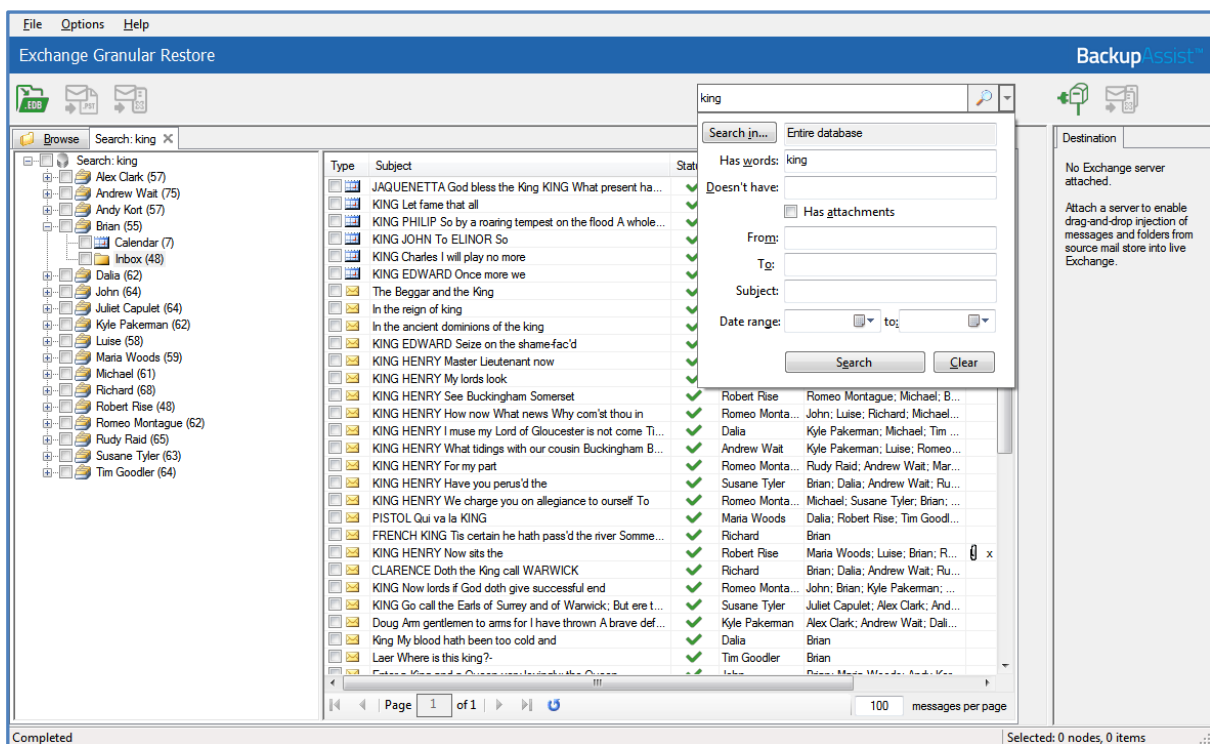 File Options Help
Exchange Granular Restore
BackupAssist™
.EDB
.PST
king
Browse
Search: king
Search: king
Alex Clark (57)
Andrew Wait (75)
Andy Kort (57)
Brian (55)
Calendar (7)
Inbox (48)
Dalia (62)
John (64)
Juliet Capulet (64)
Kyle Pakerman (62)
Luise (58)
Maria Woods (59)
Michael (61)
Richard (68)
Robert Rise (48)
Romeo Montague (62)
Rudy Raid (65)
Susane Tyler (63)
Tim Goodler (64)
Type Subject Statu
JAQUENETTA God bless the King KING What present ha...
KING Let fame that all
KING PHILIP So by a roaring tempest on the flood A whole...
KING JOHN To ELINOR So
KING Charles I will play no more
KING EDWARD Once more we
The Beggar and the King
In the reign of king
In the ancient dominions of the king
KING EDWARD Seize on the shame-fac'd
KING HENRY Master Lieutenant now
KING HENRY My lords look
KING HENRY See Buckingham Somerset Robert Rise Romeo Montague; Michael; B...
KING HENRY How now What news Why com'st thou in Romeo Monta... John; Luise; Richard; Michael...
KING HENRY I muse my Lord of Gloucester is not come Ti... Dalia Kyle Pakerman; Michael; Tim ...
KING HENRY What tidings with our cousin Buckingham B... Andrew Wait Kyle Pakerman; Luise; Romeo...
KING HENRY For my part Romeo Monta... Rudy Raid; Andrew Wait; Mar...
KING HENRY Have you perus'd the Susane Tyler Brian; Dalia; Andrew Wait; Ru...
KING HENRY We charge you on allegiance to ourself To Romeo Monta... Michael; Susane Tyler; Brian; ...
PISTOL Qui va la KING Maria Woods Dalia; Robert Rise; Tim Goodl...
FRENCH KING Tis certain he hath pass'd the river Somme... Richard Brian
KING HENRY Now sits the Robert Rise Maria Woods; Luise; Brian; R... x
CLARENCE Doth the King call WARWICK Richard Brian; Dalia; Andrew Wait; Ru...
KING Now lords if God doth give successful end Romeo Monta... John; Brian; Kyle Pakerman; ...
KING Go call the Earls of Surrey and of Warwick; But ere t... Susane Tyler Juliet Capulet; Alex Clark; And...
Doug Arm gentlemen to arms for I have thrown A brave def... Kyle Pakerman Alex Clark; Andrew Wait; Dali...
King My blood hath been too cold and Dalia Brian
Laer Where is this king?- Tim Goodler Brian
Search in... Entire database
Has words: king
Doesn't have:
Has attachments
From:
To:
Subject:
Date range: to:
Search Clear
Page 1 of 1
100 messages per page
Destination
No Exchange server
attached.
Attach a server to enable
drag-and-drop injection of
messages and folders from
source mail store into live
Exchange.
Completed
Selected: 0 nodes, 0 items